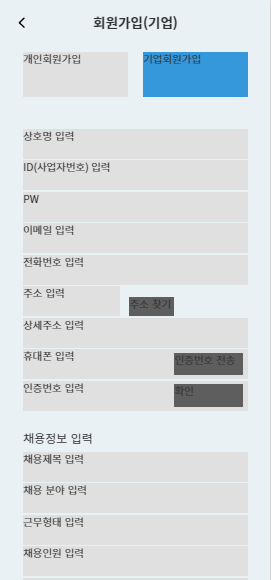 회원가입(기업)
개인회원가입
기업회원가입
상호명 입력
ID(사업자번호) 입력
PW
이메일 입력
전화번호 입력
주소 입력
주소 찾기
상세주소 입력
휴대폰 입력
인증번호 전송
인증번호 입력
확인
채용정보 입력
채용제목 입력
채용 분야 입력
근무형태 입력
채용인원 입력